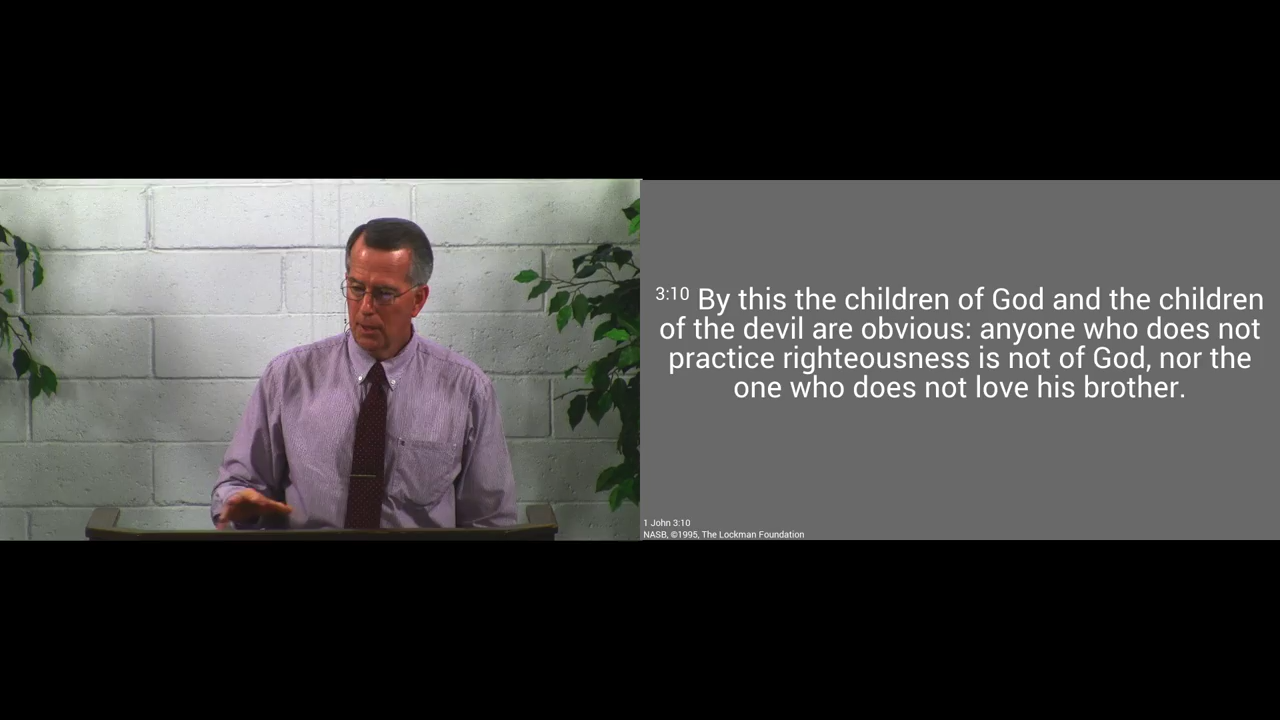 3:10 By this the children of God and the children
of the devil are obvious: anyone who does not
practice righteousness is not of God, nor the
one who does not love his brother.
1 John 3:10
NASB, ©1995, The Lockman Foundation